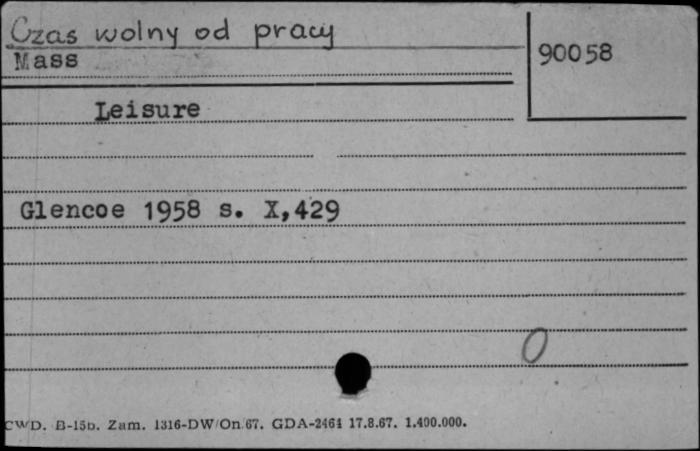 Czas wolny od pracy
Mass
90058
Leisure
Glencoe 1958 s. X,429
0
CWD. B-15b. Zam. 1316-DW/On/67. GDA-2464 17.8.67. 1.400.000.